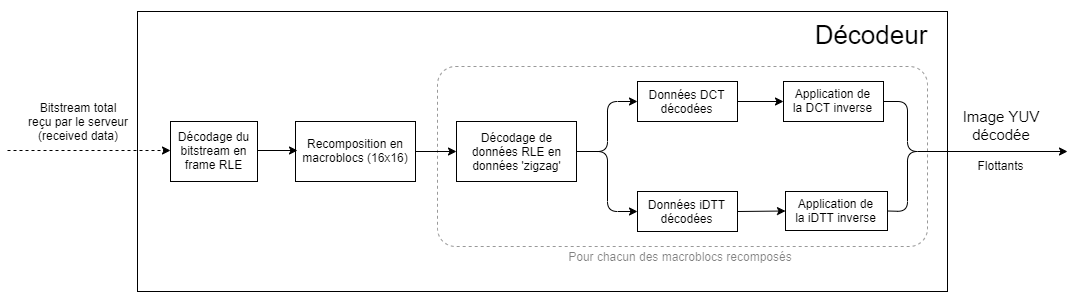 Décodeur
Bitstream total
reçu par le serveur
(received data)
Décodage du
bitstream en
frame RLE
Recomposition en
macroblocs (16x16)
Décodage de
données RLE en
données 'zigzag'
Données DCT
décodées
Application de
la DCT inverse
Données iDTT
décodées
Application de
la iDTT inverse
Pour chacun des macroblocs recomposés
Image YUV
décodée
Flottants